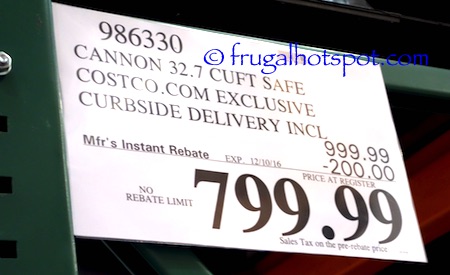 986330
© frugalhotspot.com
CANNON 32.7 CUFT SAFE
COSTCO.COM EXCLUSIVE
CURBSIDE DELIVERY INCL
999.99
Mfr's Instant Rebate EXP. 12/10/16 -200.00
PRICE AT REGISTER
NO
REBATE LIMIT
799.99
Sales Tax on the pre-rebate price